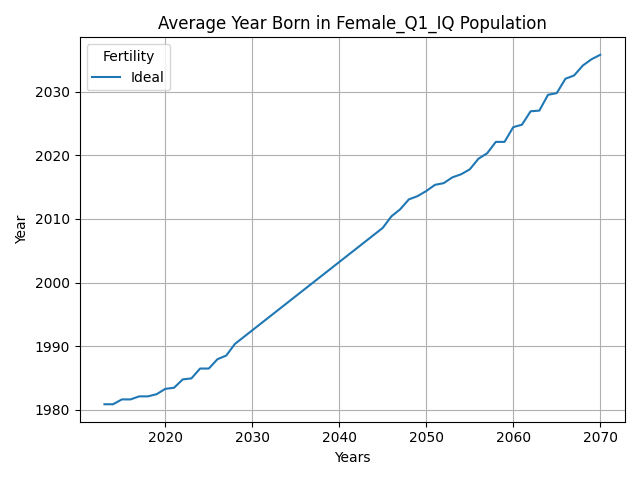 Average Year Born in Female_Q1_IQ Population
Fertility
Ideal
Year
2030
2020
2010
2000
1990
1980
2020 2030 2040 2050 2060 2070
Years